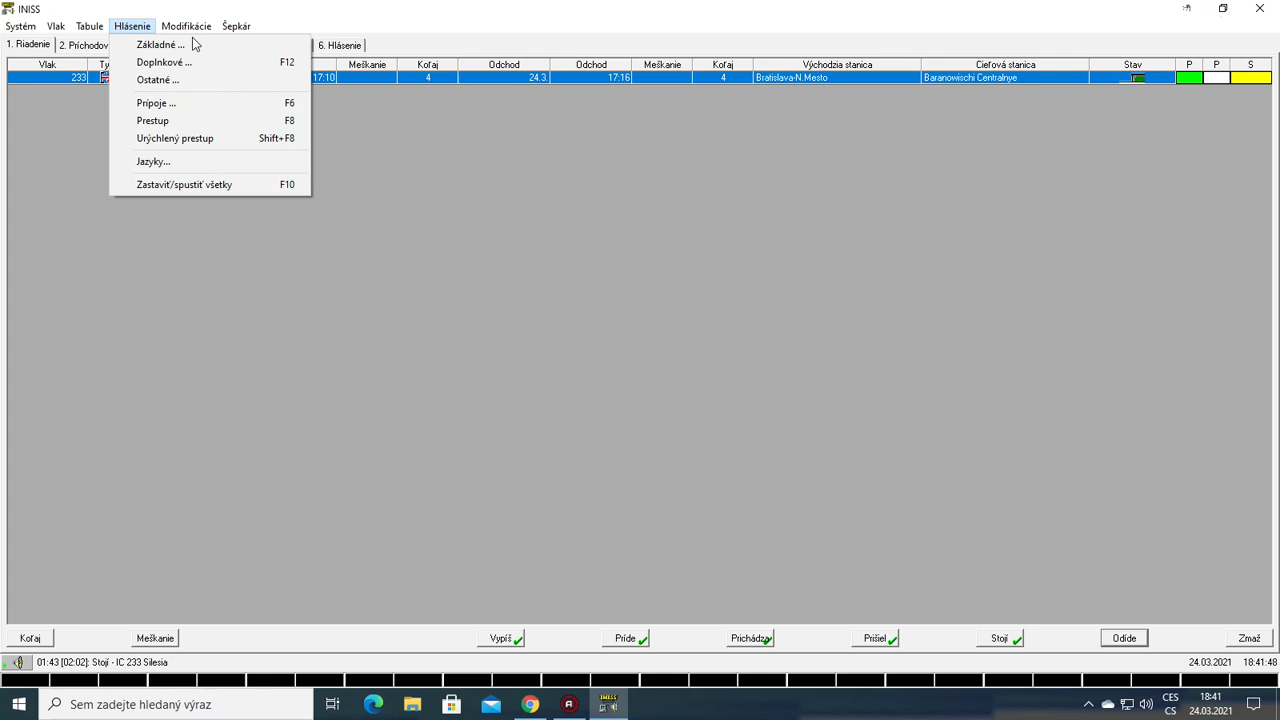 INISS
Systém Vlak Tabule Hlásenie Modifikácie Šepkár
1. Riadenie 2. Príchodov 6. Hlásenie
Základné ...
Doplnkové ... F12
Ostatné ...
Prípoje ... F6
Prestup F8
Urýchlený prestup Shift+F8
Jazyky...
Zastaviť/spustiť všetky F10
Vlak Ty Meškanie Koľaj Odchod Odchod Meškanie Koľaj Východzia stanica Cieľová stanica Stav P P S
233 17:10 4 24.3. 17:16 4 Bratislava-N.Mesto Baranowischi Centralnye
Koľaj Meškanie Vypíš Príde Prichádza Prišiel Stojí Odíde Zmaž
01:43 [02:02]: Stojí - IC 233 Silesia 24.03.2021 18:41:48
Sem zadejte hledaný výraz
INISS
CES 18:41
CS 24.03.2021